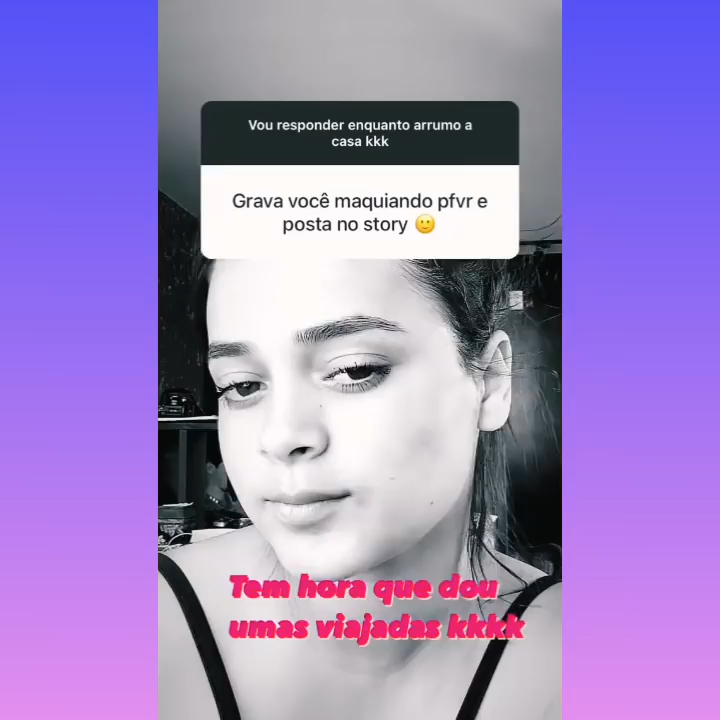 Vou responder enquanto arrumo a
casa kkk
Grava você maquiando pfvr e
posta no story 🙂
Tem hora que dou
umas viajadas kkkk